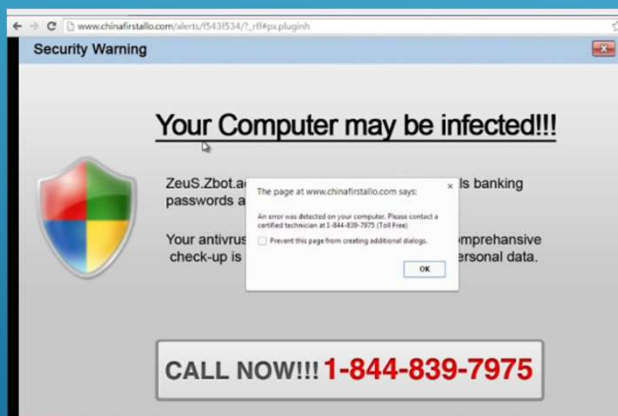 www.chinafirstallo.com/alerts/f543f534/?_rff#px.pluginh
Security Warning
Your Computer may be infected!!!
ZeuS.Zbot.a
ls banking
passwords a
The page at www.chinafirstallo.com says:
An error was detected on your computer. Please contact a
certified technician at 1-844-839-7975 (Toll Free)
Prevent this page from creating additional dialogs.
OK
Your antivirus
mprehansive
check-up is
ersonal data.
CALL NOW!!! 1-844-839-7975